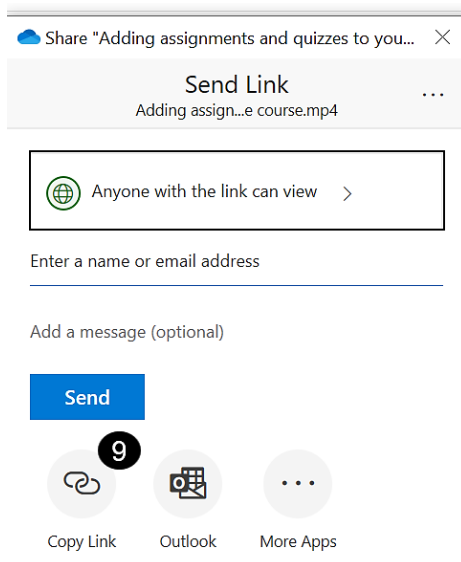 Share "Adding assignments and quizzes to you...
Send Link
Adding assign...e course.mp4
Anyone with the link can view
Enter a name or email address
Add a message (optional)
Send
9
Copy Link Outlook More Apps